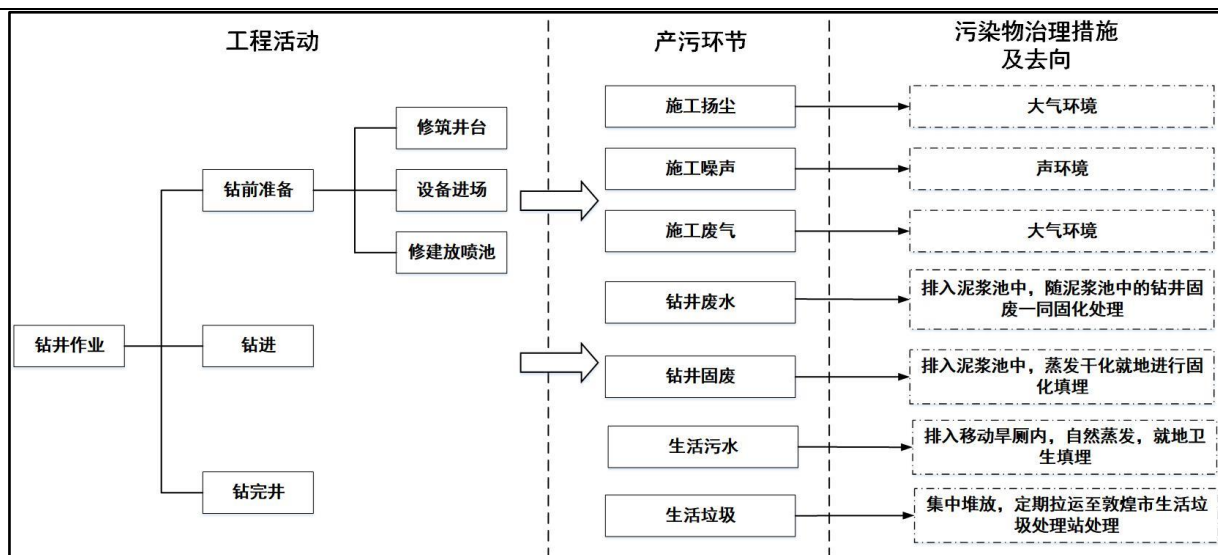 工程活动
产污环节
污染物治理措施
及去向
钻井作业
钻前准备
钻进
钻完井
修筑井台
设备进场
修建放喷池
施工扬尘
大气环境
施工噪声
声环境
施工废气
大气环境
钻井废水
排入泥浆池中，随泥浆池中的钻井固
废一同固化处理
钻井固废
排入泥浆池中，蒸发干化就地进行固
化填埋
生活污水
排入移动旱厕内，自然蒸发，就地卫
生填埋
生活垃圾
集中堆放，定期拉运至敦煌市生活垃
圾处理站处理